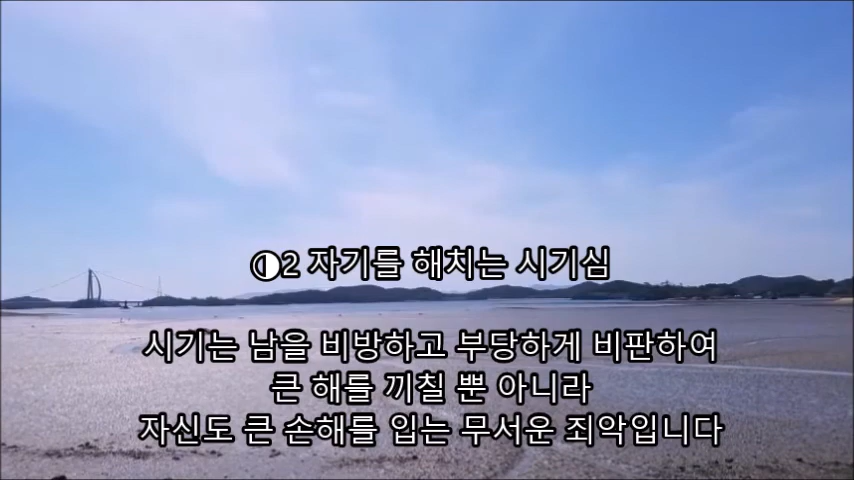 ◑2 자기를 해치는 시기심
시기는 남을 비방하고 부당하게 비판하여
큰 해를 끼칠 뿐 아니라
자신도 큰 손해를 입는 무서운 죄악입니다